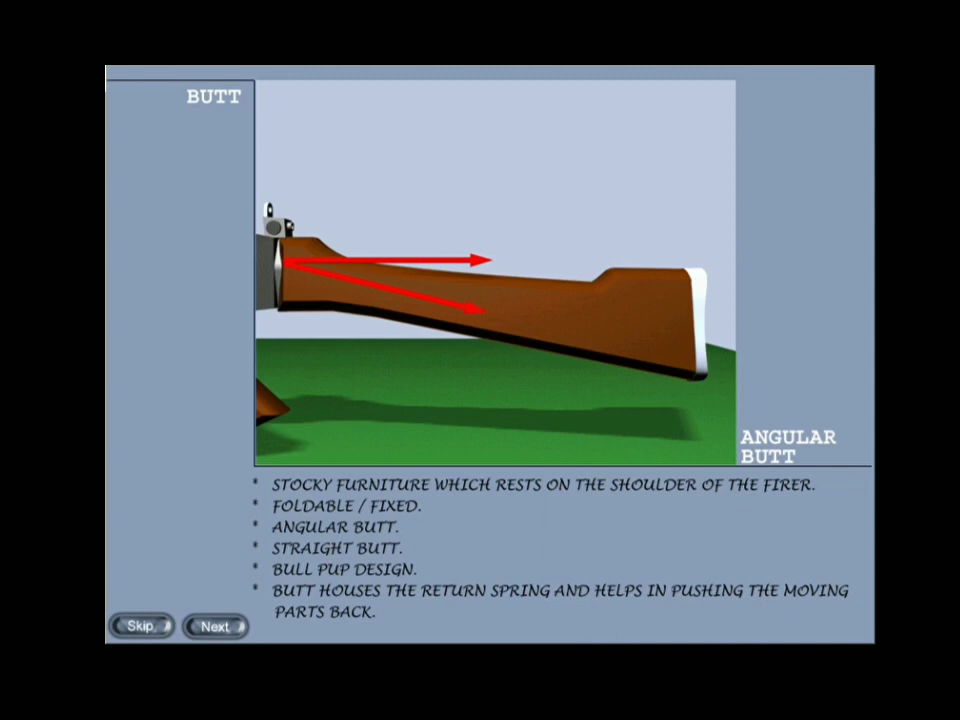 BUTT
ANGULAR
BUTT
* STOCKY FURNITURE WHICH RESTS ON THE SHOULDER OF THE FIRER.
* FOLDABLE / FIXED.
* ANGULAR BUTT.
* STRAIGHT BUTT.
* BULL PUP DESIGN.
* BUTT HOUSES THE RETURN SPRING AND HELPS IN PUSHING THE MOVING
PARTS BACK.
Skip Next